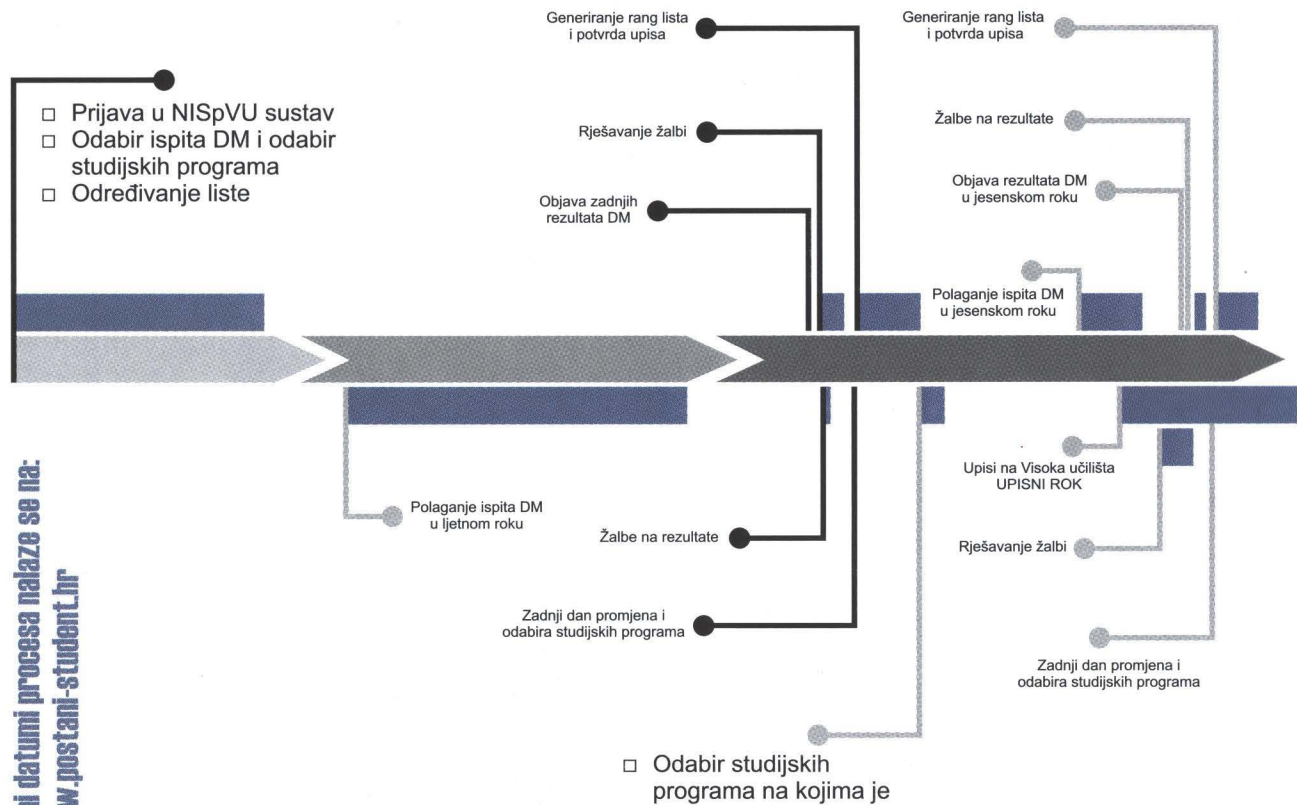 Generiranje rang lista
i potvrda upisa
Generiranje rang lista
i potvrda upisa
□ Prijava u NISpVU sustav
□ Odabir ispita DM i odabir
studijskih programa
□ Određivanje liste
Rješavanje žalbi
Žalbe na rezultate
Objava zadnjih
rezultata DM
Objava rezultata DM
u jesenskom roku
Polaganje ispita DM
u jesenskom roku
Polaganje ispita DM
u ljetnom roku
Žalbe na rezultate
Upisi na Visoka učilišta
UPISNI ROK
Rješavanje žalbi
Zadnji dan promjena i
odabira studijskih programa
Zadnji dan promjena i
odabira studijskih programa
□ Odabir studijskih
programa na kojima je
datumi procesa nalaze se na:
.postani-student.hr